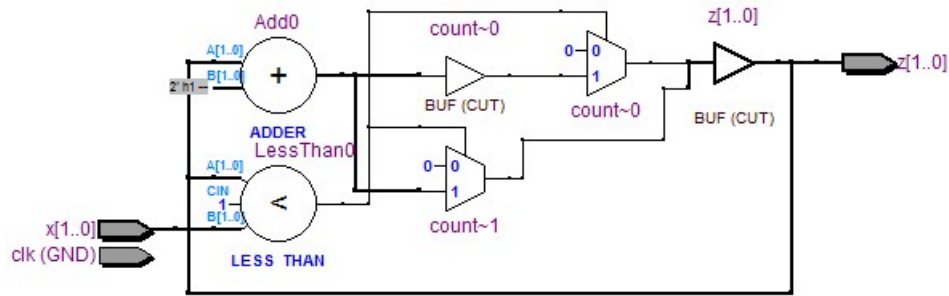 Add0
count~0
z[1..0]
A[1..0]
B[1..0]
2' h1 --
+
ADDER
BUF (CUT)
0
0
1
count~0
BUF (CUT)
z[1..0]
LessThan0
A[1..0]
CIN
1
B[1..0]
<
LESS THAN
0
0
1
count~1
x[1..0]
clk (GND)